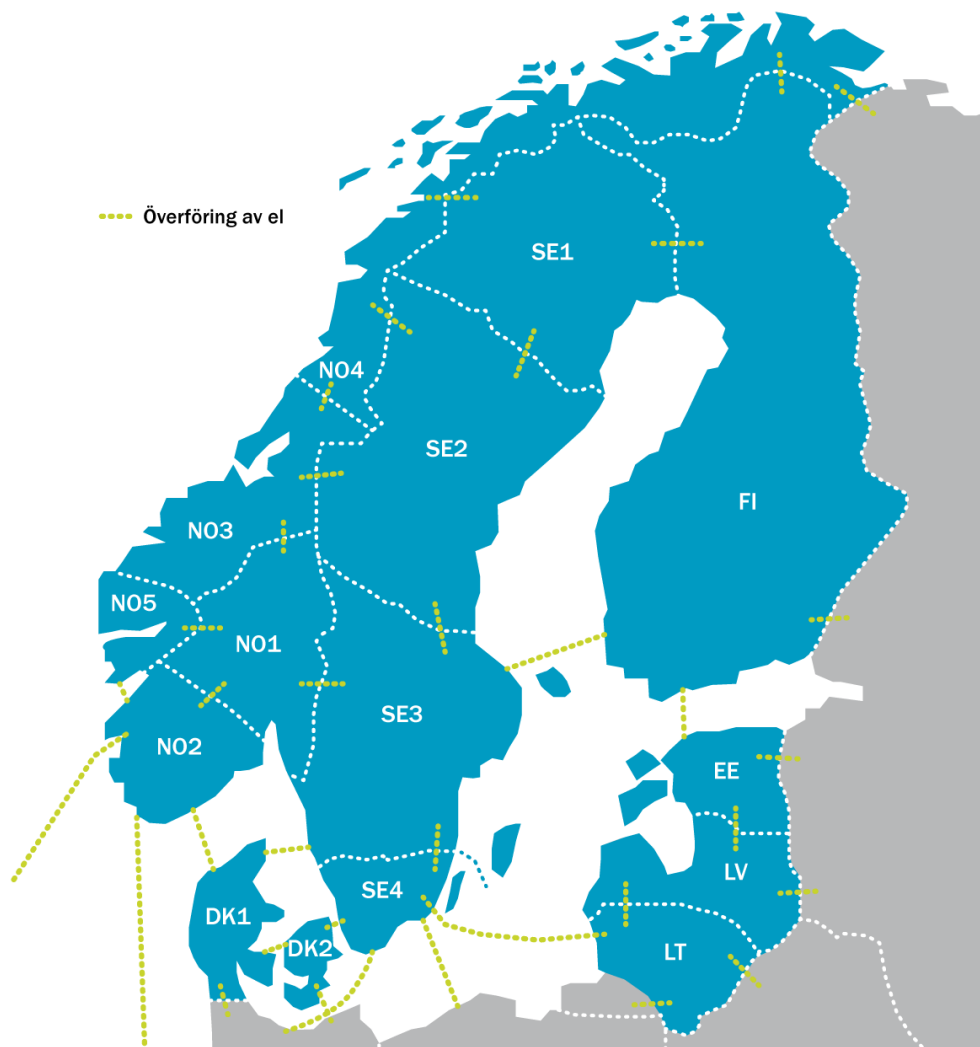 Överföring av el
SE1
NO4
SE2
FI
NO3
NO5
NO1
SE3
NO2
EE
LV
SE4
DK1
DK2
LT